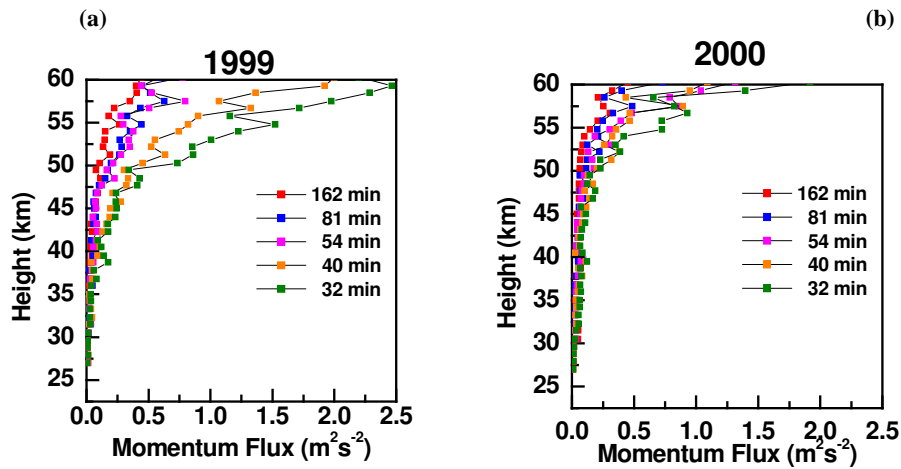 (a)
(b)
1999
2000
60
55
50
45
40
35
30
25
Height (km)
162 min
81 min
54 min
40 min
32 min
0.0 0.5 1.0 1.5 2.0 2.5
Momentum Flux (m²s⁻²)
60
55
50
45
40
35
30
25
Height (km)
162 min
81 min
54 min
40 min
32 min
0.0 0.5 1.0 1.5 2.0 2.5
Momentum Flux (m²s⁻²)